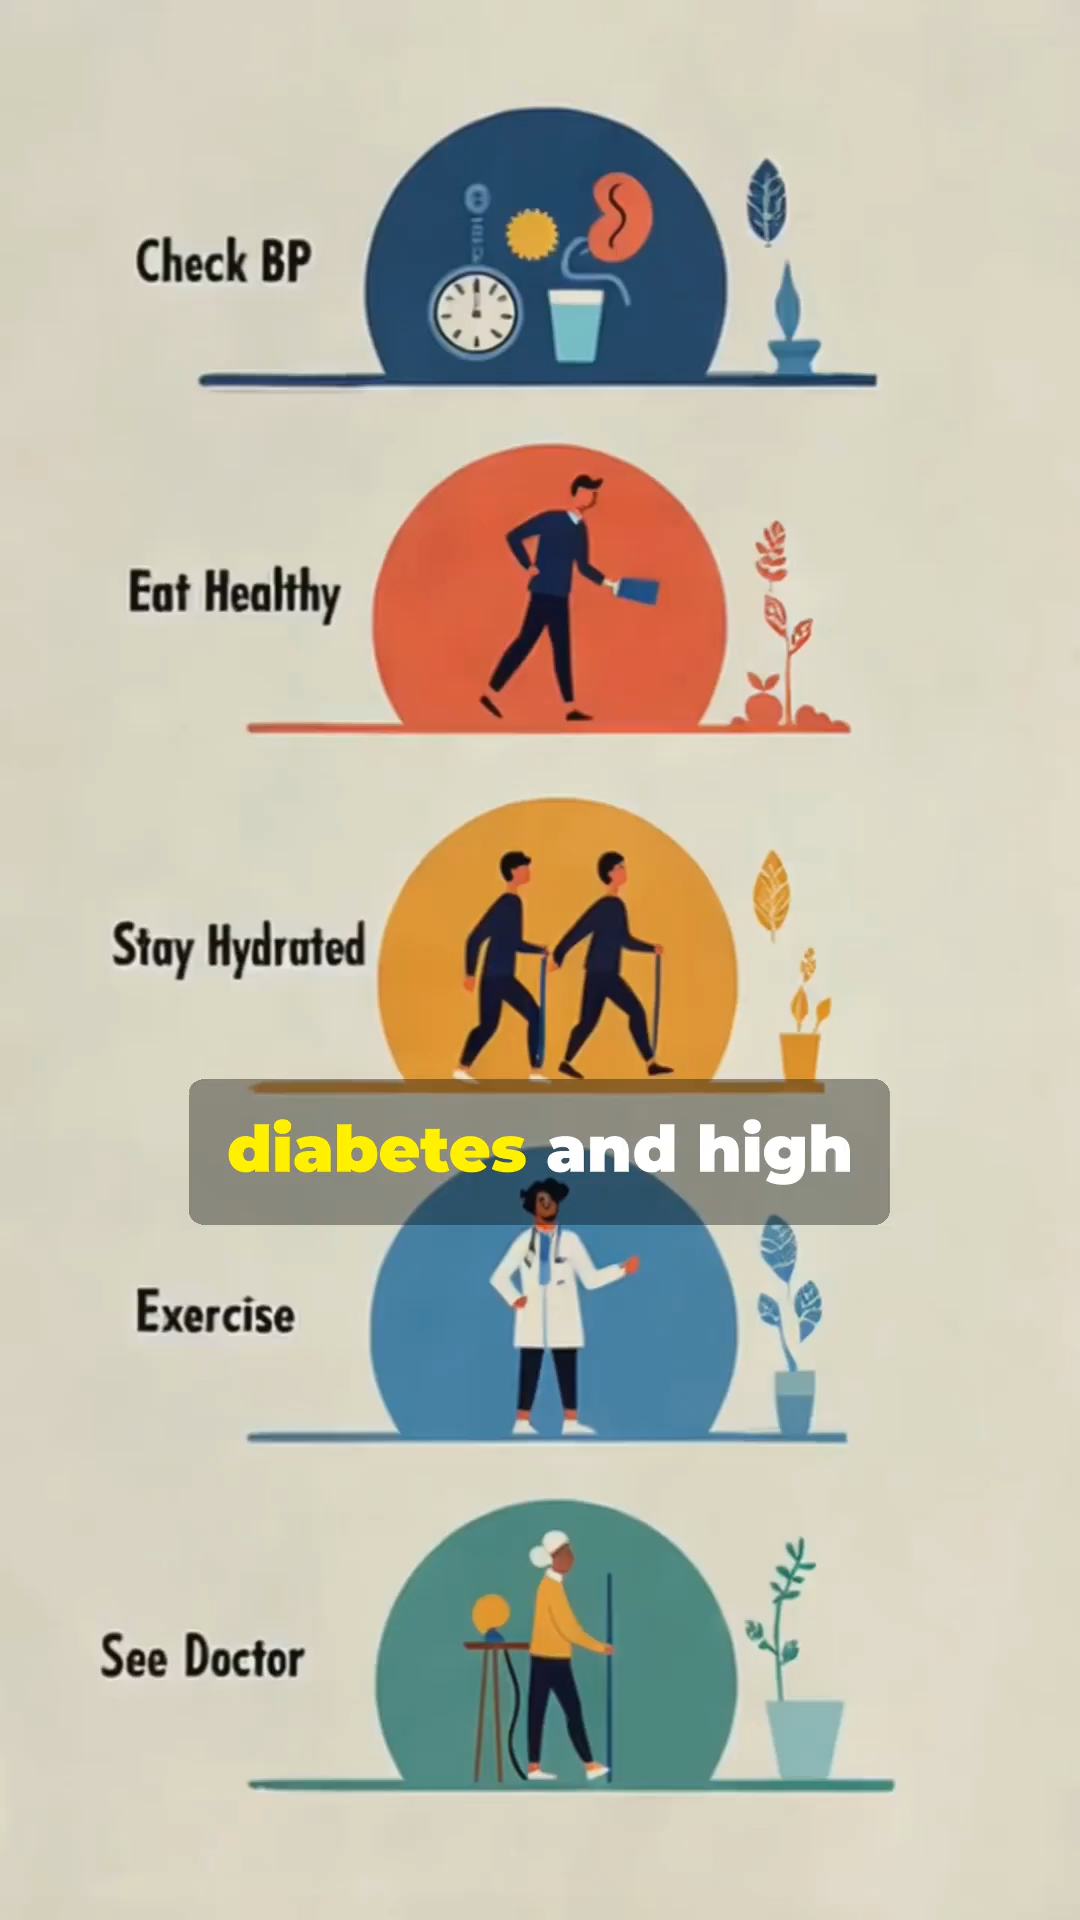 Check BP
Eat Healthy
Stay Hydrated
diabetes and high
Exercise
See Doctor